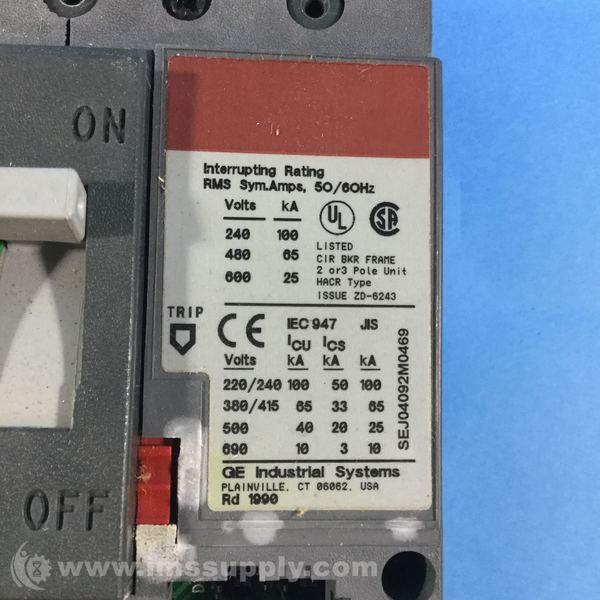 ON
Interrupting Rating
RMS Sym.Amps, 50/60Hz
Volts kA
240 100
480 65
600 25
UL
SA
LISTED
CIR BKR FRAME
2 or3 Pole Unit
HACR Type
ISSUE ZD-6243
TRIP
CE
IEC947 JIS
ICU ICS
Volts kA kA kA
220/240 100 50 100
380/415 65 33 65
500 40 20 25
690 10 3 10
SEJ04092M0469
GE Industrial Systems
PLAINVILLE, CT 06062, USA
Rd 1990
OFF
© www.imssupply.com/